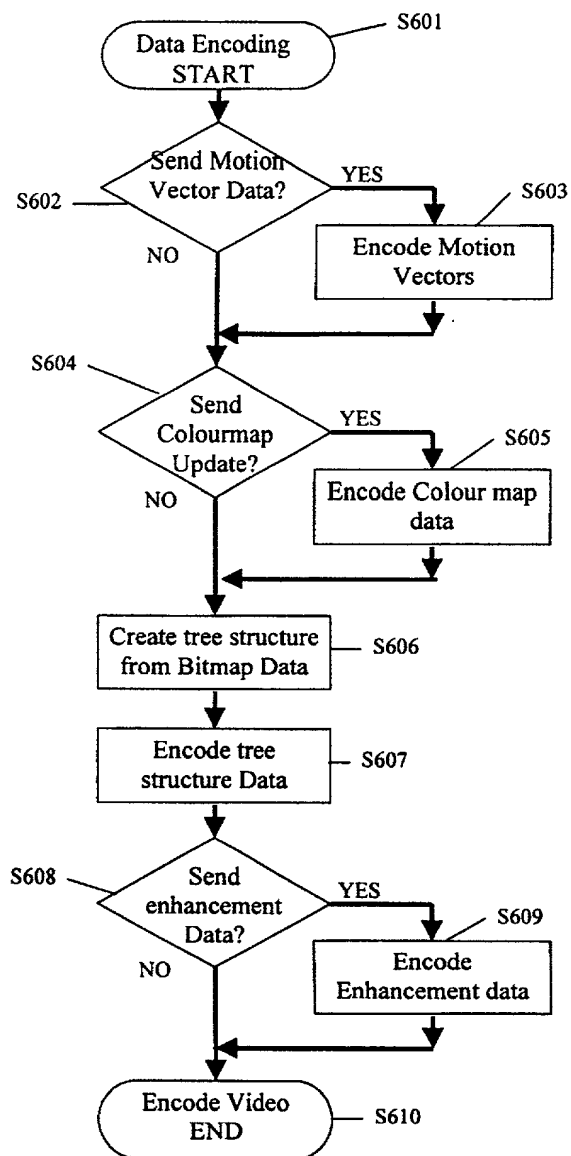 S601
Data Encoding
START
Send Motion
Vector Data?
YES
S602
S603
NO
Encode Motion
Vectors
S604
Send
Colourmap
Update?
YES
S605
NO
Encode Colour map
data
Create tree structure
from Bitmap Data
S606
Encode tree
structure Data
S607
S608
Send
enhancement
Data?
YES
S609
NO
Encode
Enhancement data
Encode Video
END
S610